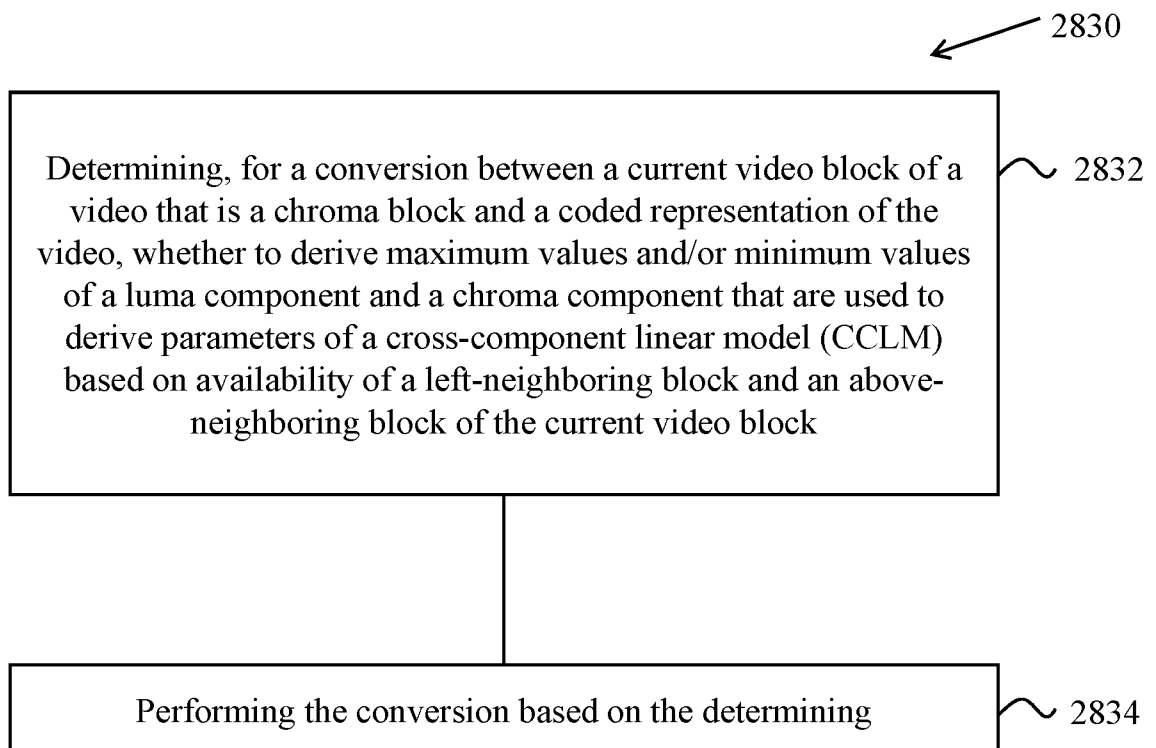 2830
Determining, for a conversion between a current video block of a
video that is a chroma block and a coded representation of the
video, whether to derive maximum values and/or minimum values
of a luma component and a chroma component that are used to
derive parameters of a cross-component linear model (CCLM)
based on availability of a left-neighboring block and an above-
neighboring block of the current video block
2832
Performing the conversion based on the determining
2834